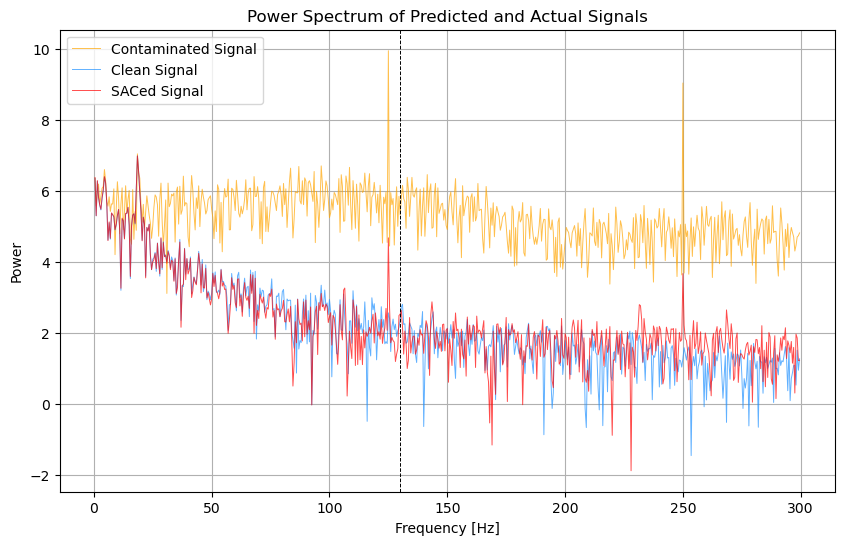 Power Spectrum of Predicted and Actual Signals
Contaminated Signal
Clean Signal
SACed Signal
Power
10
8
6
4
2
0
−2
0 50 100 150 200 250 300
Frequency [Hz]